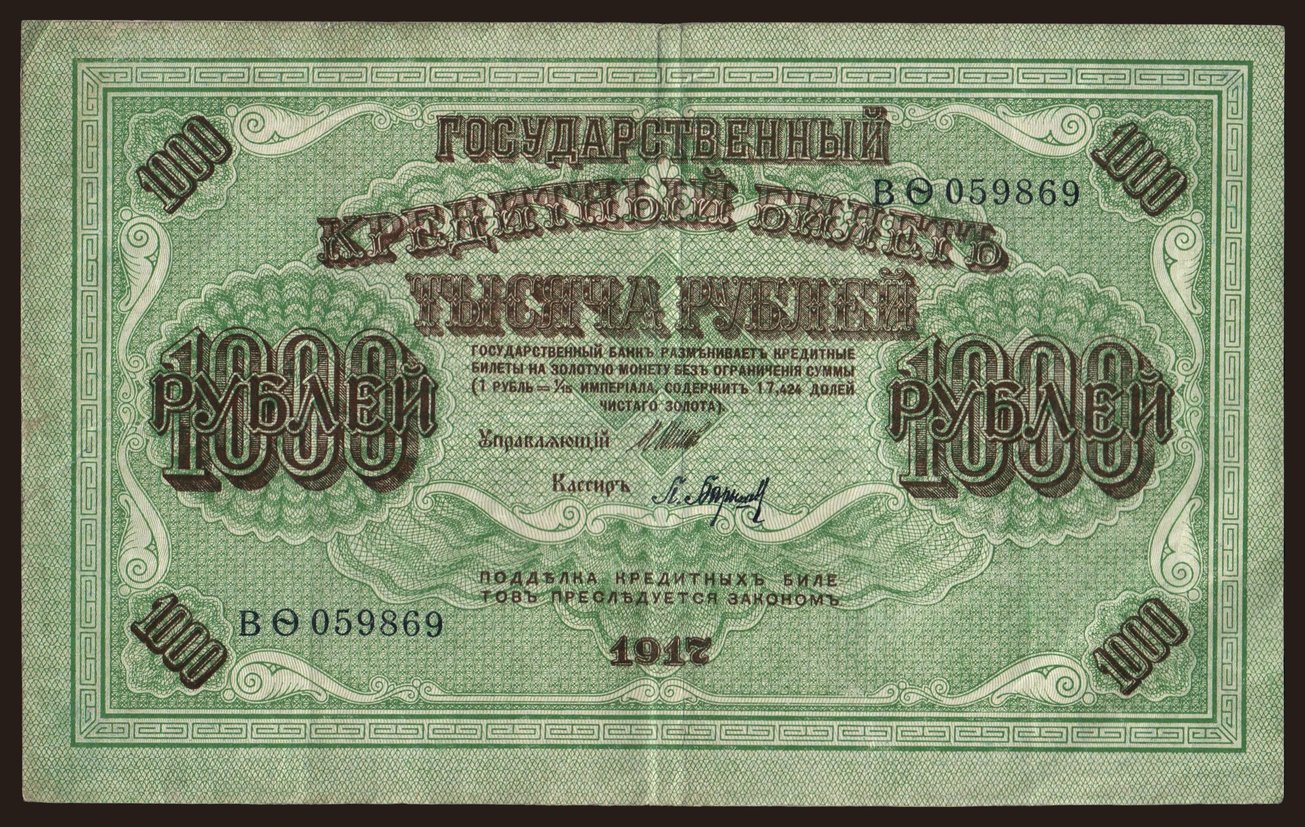 1000
ГОСУДАРСТВЕННЫЙ
1000
ВѲ 059869
КРЕДИТНЫЙ БИЛЕТЪ
ТЫСЯЧА РУБЛЕЙ
1000
РУБЛЕЙ
ГОСУДАРСТВЕННЫЙ БАНКЪ РАЗМѢНИВАЕТЪ КРЕДИТНЫЕ
БИЛЕТЫ НА ЗОЛОТУЮ МОНЕТУ БЕЗЪ ОГРАНИЧЕНІЯ СУММЫ
(1 РУБЛЬ = 1/15 ИМПЕРІАЛА, СОДЕРЖИТЪ 17,424 ДОЛЕЙ
ЧИСТАГО ЗОЛОТА).
1000
РУБЛЕЙ
Управляющій
Кассиръ
ПОДДѢЛКА КРЕДИТНЫХЪ БИЛЕ
ТОВЪ ПРЕСЛѢДУЕТСЯ ЗАКОНОМЪ
1000
ВѲ 059869
1917
1000